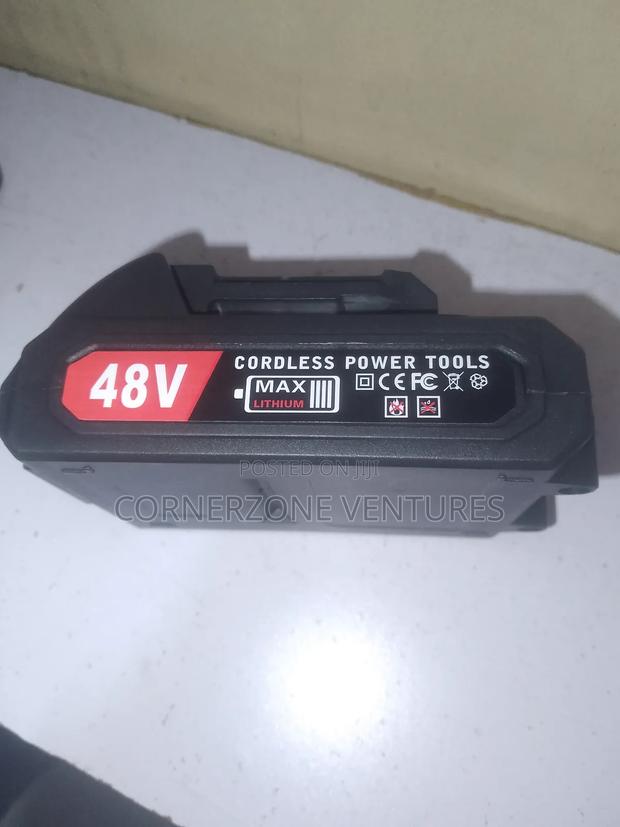 48V
CORDLESS POWER TOOLS
MAX
LITHIUM
CE FC
POSTED ON JIJI
CORNERZONE VENTURES